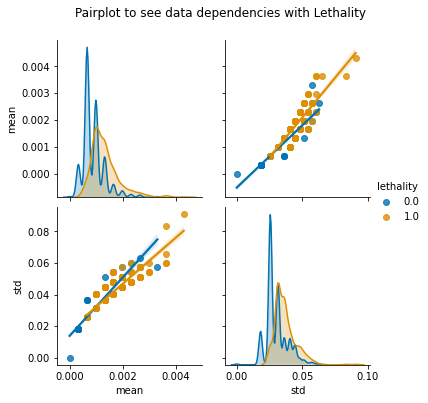 Pairplot to see data dependencies with Lethality
0.004
0.003
0.002
0.001
0.000
mean
lethality
0.0
1.0
0.08
0.06
0.04
0.02
0.00
std
0.000 0.002 0.004
mean
0.00 0.05 0.10
std